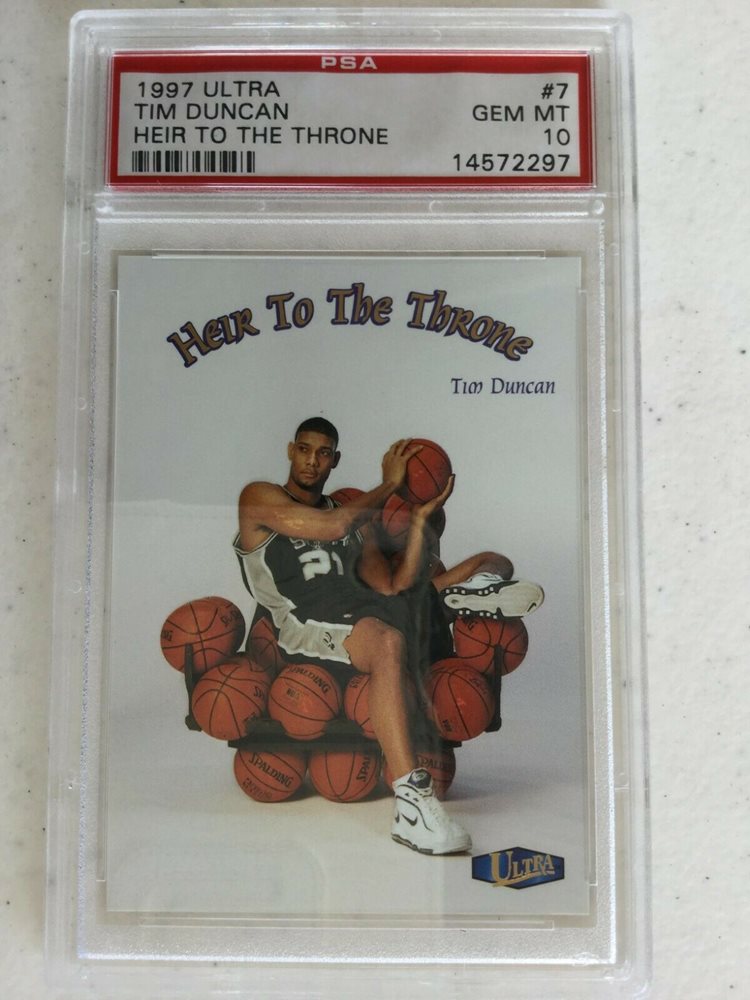 PSA
1997 ULTRA #7
TIM DUNCAN GEM MT
HEIR TO THE THRONE 10
14572297
Heir To The Throne
Tim Duncan
21
SPALDING
SPALDING
SPALDING
ULTRA